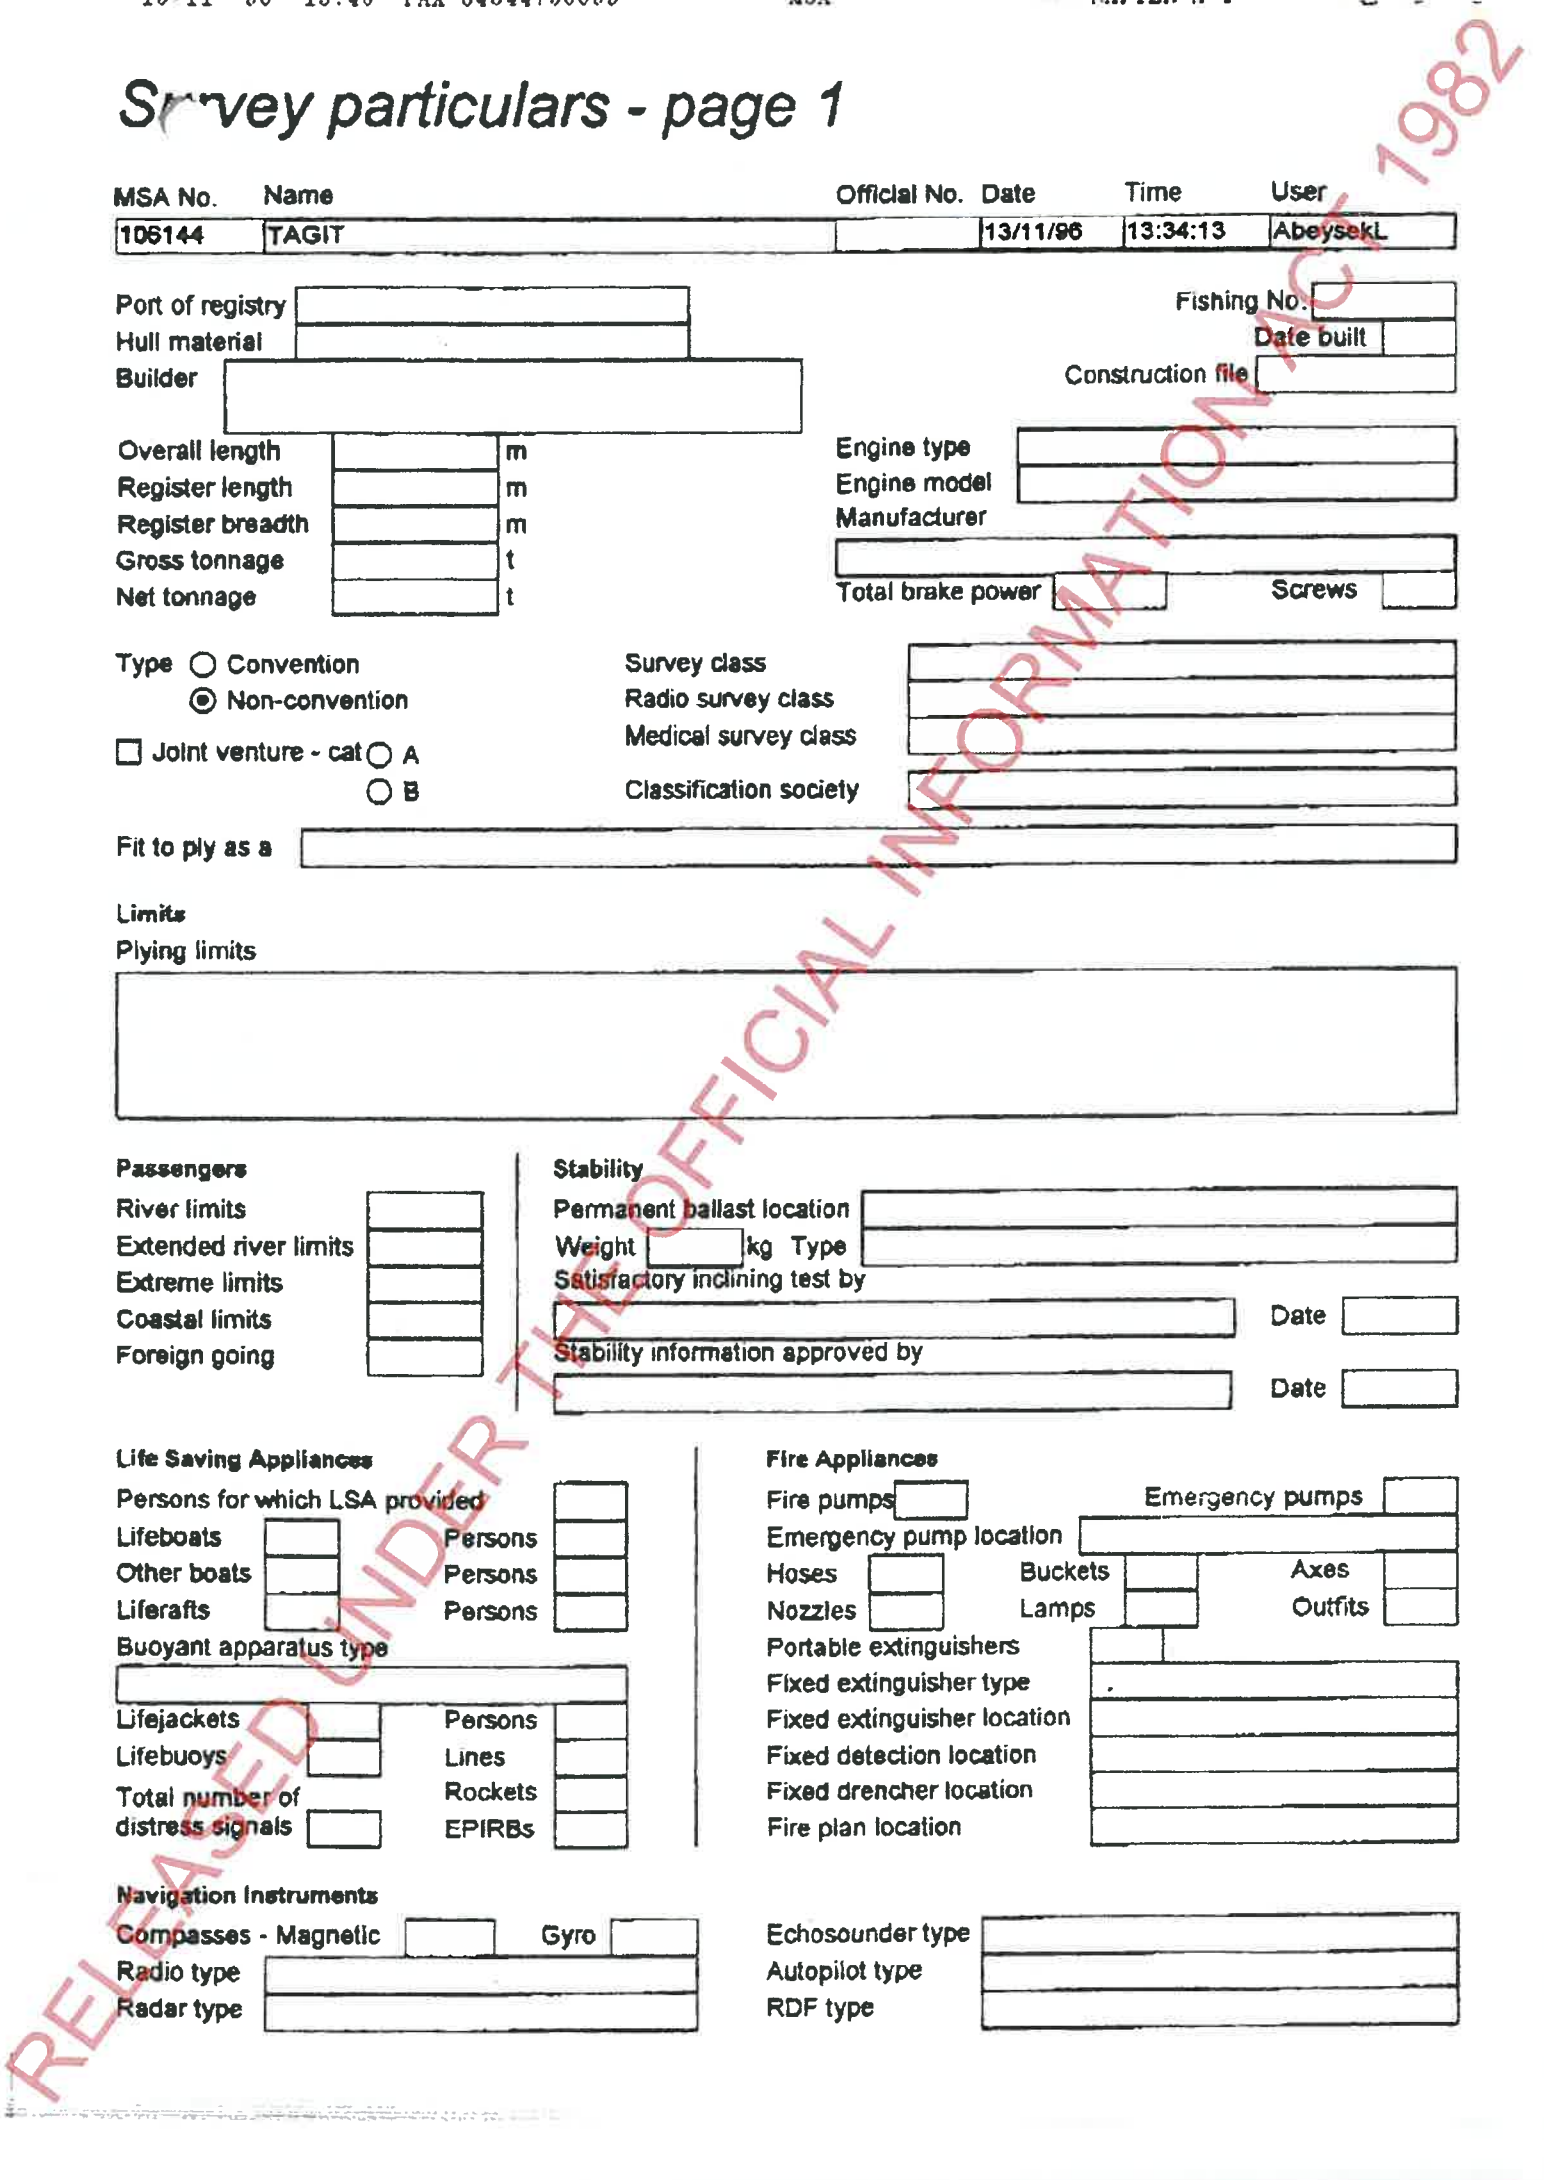 Survey particulars - page 1
MSA No. Name Official No. Date Time User
106144 TAGIT 13/11/96 13:34:13 AbeysekL
Port of registry Fishing No.
Hull material Date built
Builder Construction file
Overall length m Engine type
Register length m Engine model
Register breadth m Manufacturer
Gross tonnage t
Net tonnage t Total brake power Screws
Type Convention Survey class
Non-convention Radio survey class
Joint venture - cat A Medical survey class
B Classification society
Fit to ply as a
Limits
Plying limits
Passengers Stability
River limits Permanent ballast location
Extended river limits Weight kg Type
Extreme limits Satisfactory inclining test by
Coastal limits Date
Foreign going Stability information approved by
Date
Life Saving Appliances Fire Appliances
Persons for which LSA provided Fire pumps Emergency pumps
Lifeboats Persons Emergency pump location
Other boats Persons Hoses Buckets Axes
Liferafts Persons Nozzles Lamps Outfits
Buoyant apparatus type Portable extinguishers
Fixed extinguisher type
Lifejackets Persons Fixed extinguisher location
Lifebuoys Lines Fixed detection location
Total number of Rockets Fixed drencher location
distress signals EPIRBs Fire plan location
Navigation Instruments
Compasses - Magnetic Gyro Echosounder type
Radio type Autopilot type
Radar type RDF type
RELEASED UNDER THE OFFICIAL INFORMATION ACT 1982